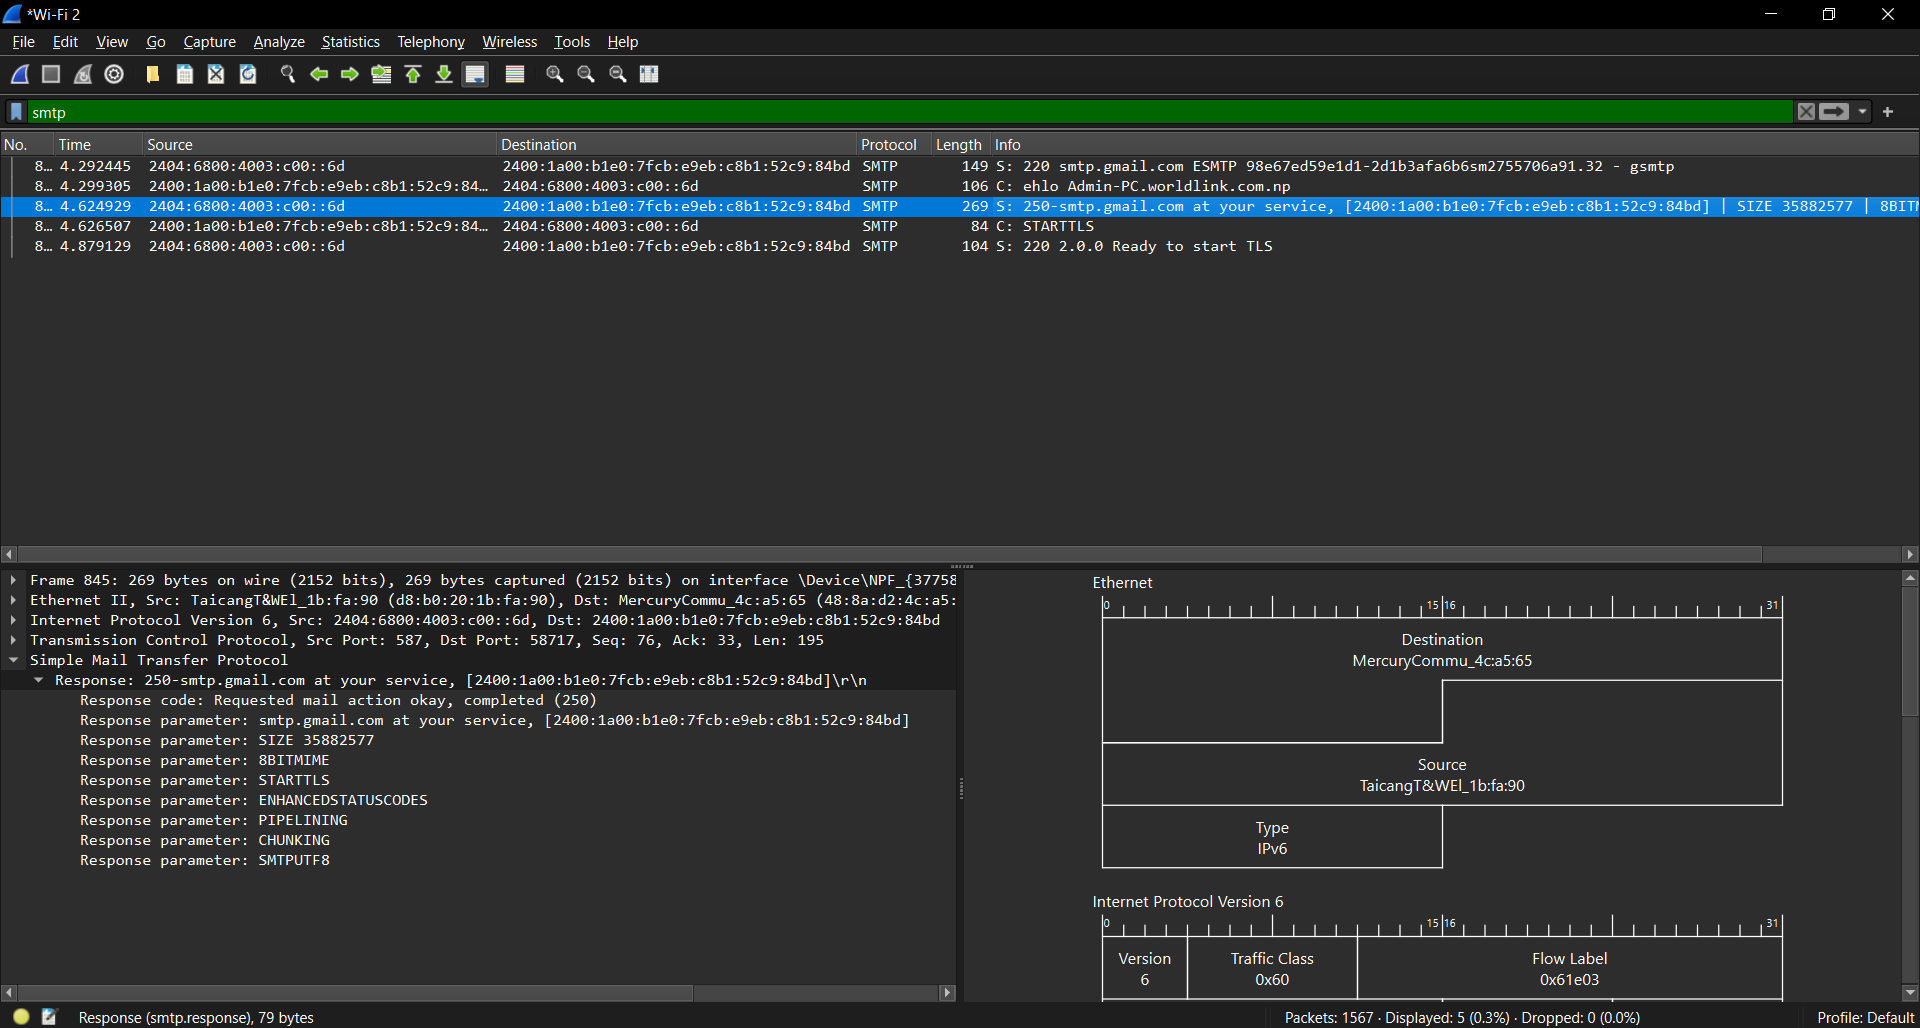 *Wi-Fi 2
File Edit View Go Capture Analyze Statistics Telephony Wireless Tools Help
smtp
No. Time Source Destination Protocol Length Info
8… 4.292445 2404:6800:4003:c00::6d 2400:1a00:b1e0:7fcb:e9eb:c8b1:52c9:84bd SMTP 149 S: 220 smtp.gmail.com ESMTP 98e67ed59e1d1-2d1b3afa6b6sm2755706a91.32 - gsmtp
8… 4.299305 2400:1a00:b1e0:7fcb:e9eb:c8b1:52c9:84… 2404:6800:4003:c00::6d SMTP 106 C: ehlo Admin-PC.worldlink.com.np
8… 4.624929 2404:6800:4003:c00::6d 2400:1a00:b1e0:7fcb:e9eb:c8b1:52c9:84bd SMTP 269 S: 250-smtp.gmail.com at your service, [2400:1a00:b1e0:7fcb:e9eb:c8b1:52c9:84bd] | SIZE 35882577 | 8BITM
8… 4.626507 2400:1a00:b1e0:7fcb:e9eb:c8b1:52c9:84… 2404:6800:4003:c00::6d SMTP 84 C: STARTTLS
8… 4.879129 2404:6800:4003:c00::6d 2400:1a00:b1e0:7fcb:e9eb:c8b1:52c9:84bd SMTP 104 S: 220 2.0.0 Ready to start TLS
Frame 845: 269 bytes on wire (2152 bits), 269 bytes captured (2152 bits) on interface \Device\NPF_{37758
Ethernet II, Src: TaicangT&WEl_1b:fa:90 (d8:b0:20:1b:fa:90), Dst: MercuryCommu_4c:a5:65 (48:8a:d2:4c:a5:
Internet Protocol Version 6, Src: 2404:6800:4003:c00::6d, Dst: 2400:1a00:b1e0:7fcb:e9eb:c8b1:52c9:84bd
Transmission Control Protocol, Src Port: 587, Dst Port: 58717, Seq: 76, Ack: 33, Len: 195
Simple Mail Transfer Protocol
Response: 250-smtp.gmail.com at your service, [2400:1a00:b1e0:7fcb:e9eb:c8b1:52c9:84bd]\r\n
Response code: Requested mail action okay, completed (250)
Response parameter: smtp.gmail.com at your service, [2400:1a00:b1e0:7fcb:e9eb:c8b1:52c9:84bd]
Response parameter: SIZE 35882577
Response parameter: 8BITMIME
Response parameter: STARTTLS
Response parameter: ENHANCEDSTATUSCODES
Response parameter: PIPELINING
Response parameter: CHUNKING
Response parameter: SMTPUTF8
Ethernet
0 15 16 31
Destination
MercuryCommu_4c:a5:65
Source
TaicangT&WEl_1b:fa:90
Type
IPv6
Internet Protocol Version 6
0 15 16 31
Version Traffic Class Flow Label
6 0x60 0x61e03
Response (smtp.response), 79 bytes
Packets: 1567 · Displayed: 5 (0.3%) · Dropped: 0 (0.0%)
Profile: Default